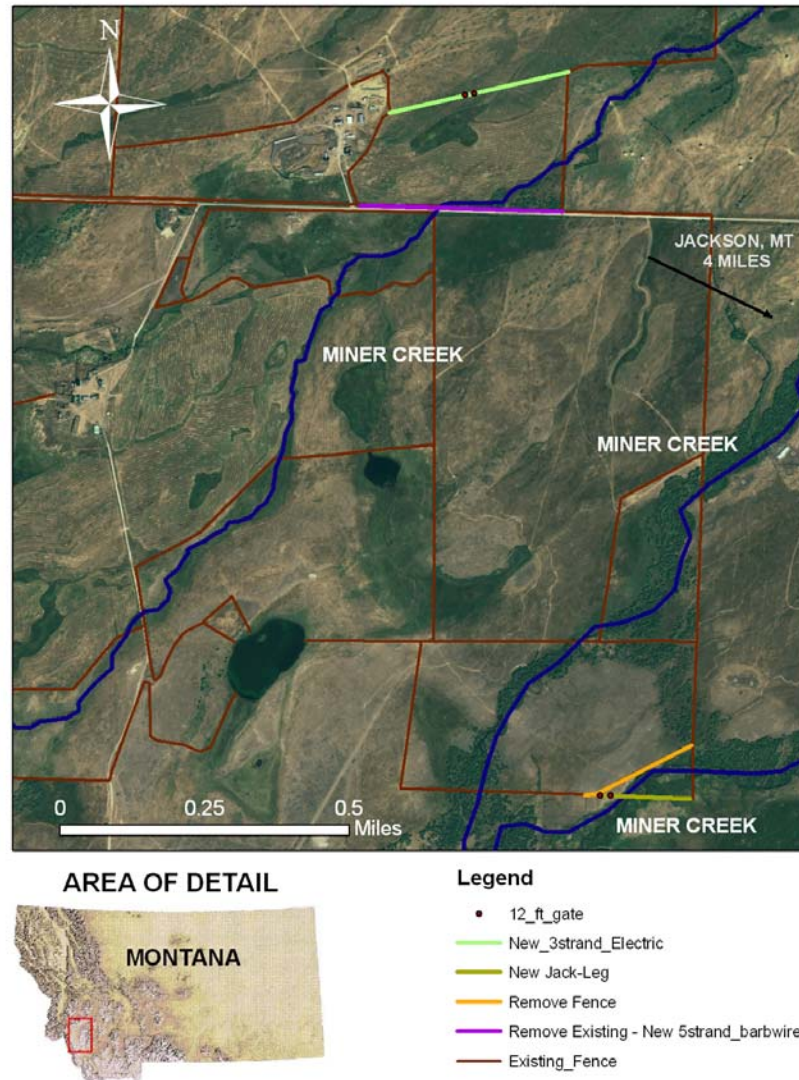 N
JACKSON, MT
4 MILES
MINER CREEK
MINER CREEK
0 0.25 0.5
Miles
MINER CREEK
AREA OF DETAIL
MONTANA
Legend
12_ft_gate
New_3strand_Electric
New Jack-Leg
Remove Fence
Remove Existing - New 5strand_barbwire
Existing_Fence